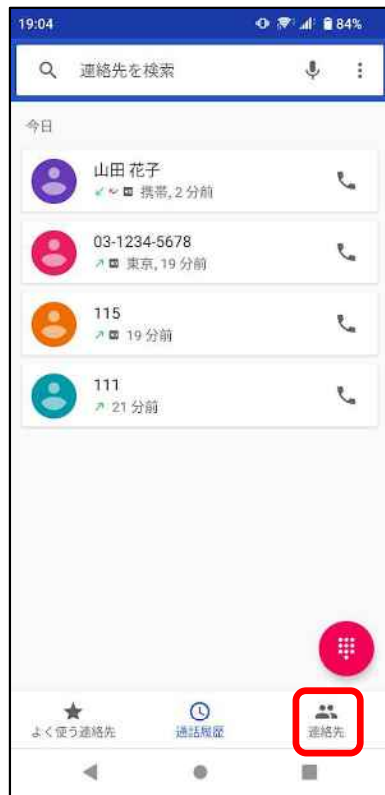 19:04 84%
連絡先を検索
今日
山田 花子
携帯, 2 分前
03-1234-5678
東京, 19 分前
115
19 分前
111
21 分前
よく使う連絡先 通話履歴 連絡先